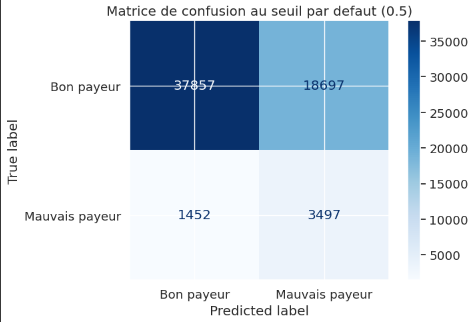 Matrice de confusion au seuil par defaut (0.5)
True label
Bon payeur
37857
18697
Mauvais payeur
1452
3497
Bon payeur
Mauvais payeur
Predicted label
35000
30000
25000
20000
15000
10000
5000